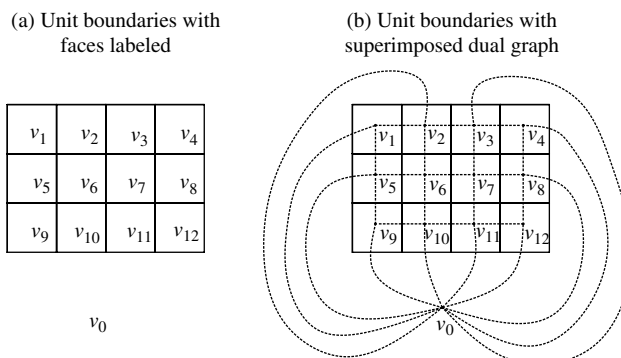 (a) Unit boundaries with
faces labeled
v1 v2 v3 v4
v5 v6 v7 v8
v9 v10 v11 v12
v0
(b) Unit boundaries with
superimposed dual graph
v1 v2 v3 v4
v5 v6 v7 v8
v9 v10 v11 v12
v0